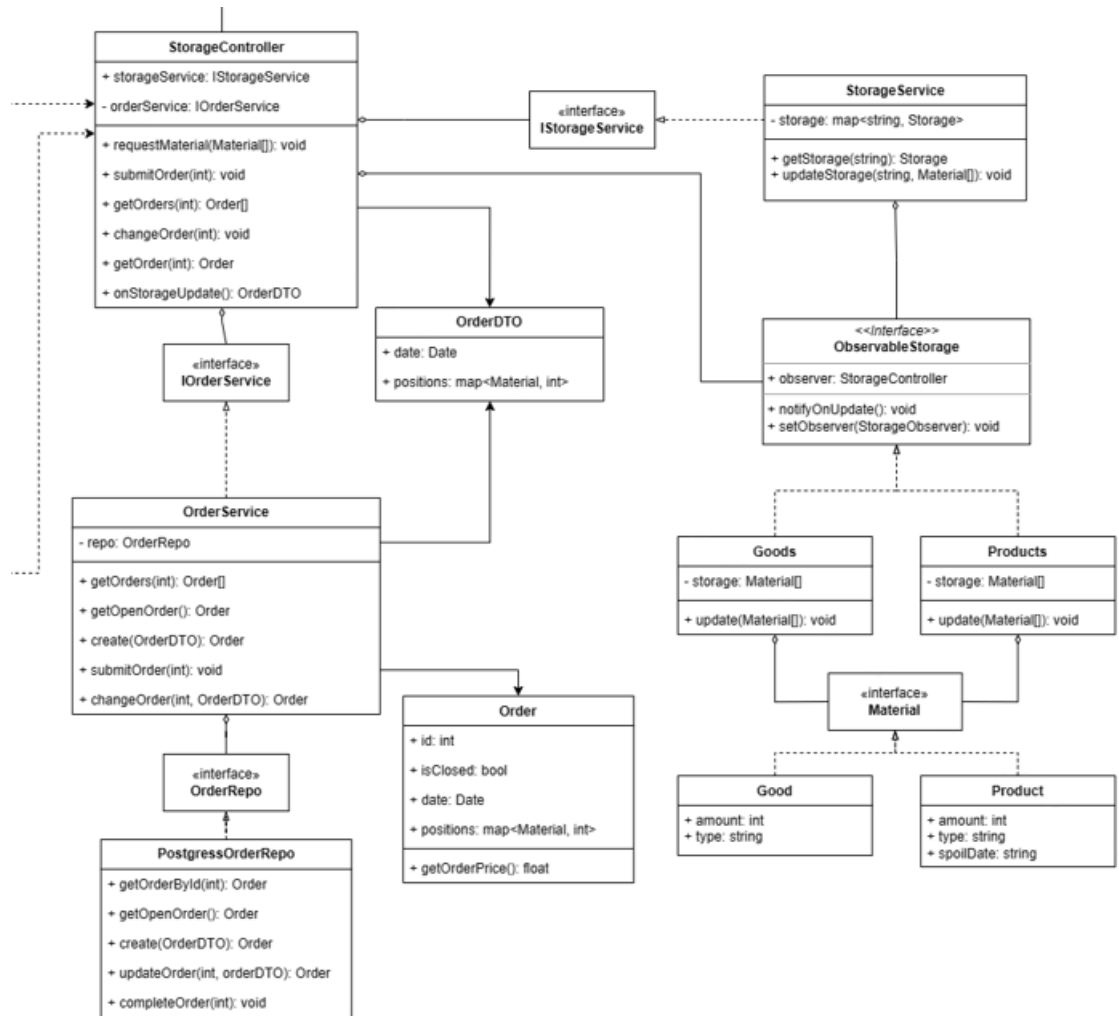 StorageController
+ storageService: IStorageService
- orderService: IOrderService
+ requestMaterial(Material[]): void
+ submitOrder(int): void
+ getOrders(int): Order[]
+ changeOrder(int): void
+ getOrder(int): Order
+ onStorageUpdate(): OrderDTO
«interface»
IStorageService
StorageService
- storage: map<string, Storage>
+ getStorage(string): Storage
+ updateStorage(string, Material[]): void
OrderDTO
+ date: Date
+ positions: map<Material, int>
<<Interface>>
ObservableStorage
+ observer: StorageController
+ notifyOnUpdate(): void
+ setObserver(StorageObserver): void
«interface»
IOrderService
OrderService
- repo: OrderRepo
+ getOrders(int): Order[]
+ getOpenOrder(): Order
+ create(OrderDTO): Order
+ submitOrder(int): void
+ changeOrder(int, OrderDTO): Order
Goods
- storage: Material[]
+ update(Material[]): void
Products
- storage: Material[]
+ update(Material[]): void
«interface»
Material
Order
+ id: int
+ isClosed: bool
+ date: Date
+ positions: map<Material, int>
+ getOrderPrice(): float
«interface»
OrderRepo
Good
+ amount: int
+ type: string
Product
+ amount: int
+ type: string
+ spoilDate: string
PostgressOrderRepo
+ getOrderById(int): Order
+ getOpenOrder(): Order
+ create(OrderDTO): Order
+ updateOrder(int, orderDTO): Order
+ completeOrder(int): void